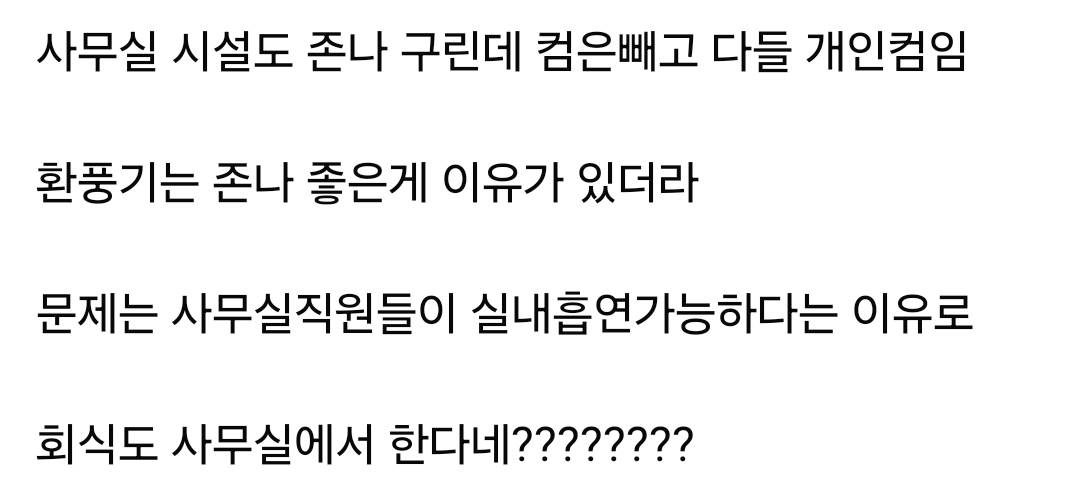 사무실 시설도 존나 구린데 컴은빼고 다들 개인컴임
환풍기는 존나 좋은게 이유가 있더라
문제는 사무실직원들이 실내흡연가능하다는 이유로
회식도 사무실에서 한다네????????